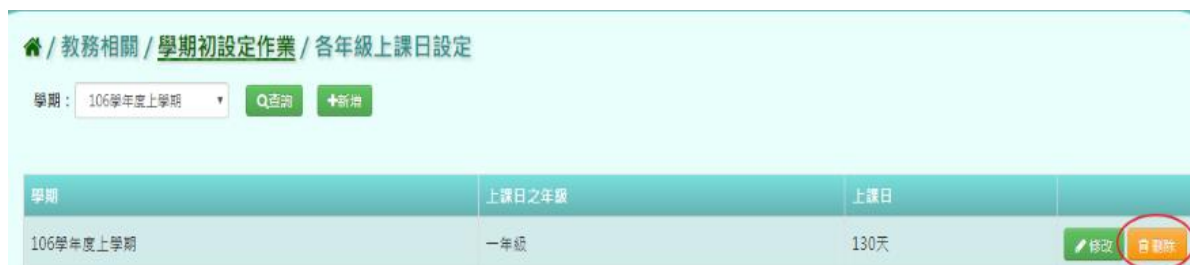 / 教務相關 / 學期初設定作業 / 各年級上課日設定
學期： 106學年度上學期 查詢 +新增
學期 上課日之年級 上課日
106學年度上學期 一年級 130天 修改 刪除